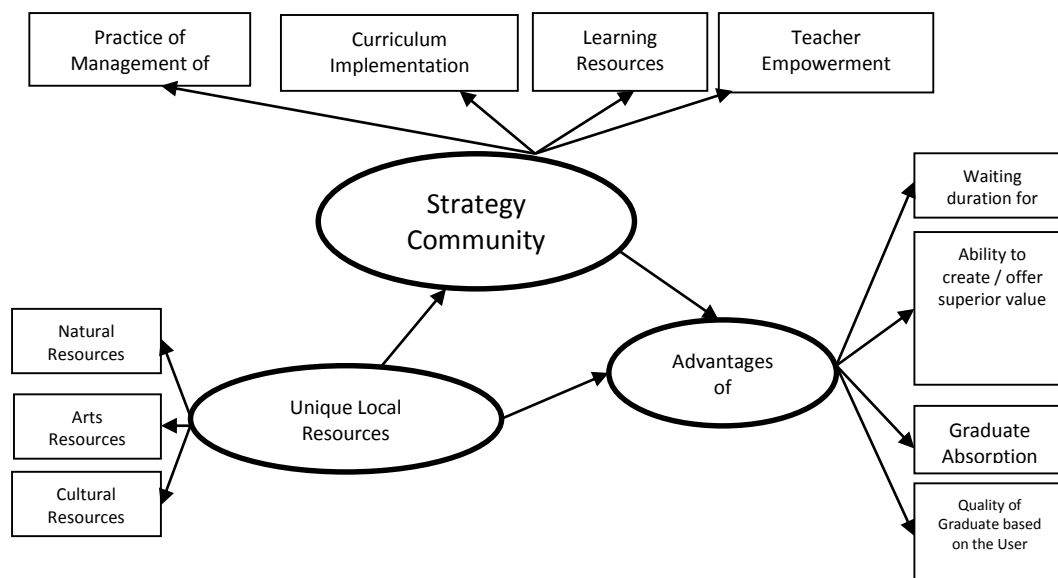 Practice of
Management of
Curriculum
Implementation
Learning
Resources
Teacher
Empowerment
Strategy
Community
Waiting
duration for
Ability to
create / offer
superior value
Natural
Resources
Arts
Resources
Cultural
Resources
Unique Local
Resources
Advantages
of
Graduate
Absorption
Quality of
Graduate based
on the User